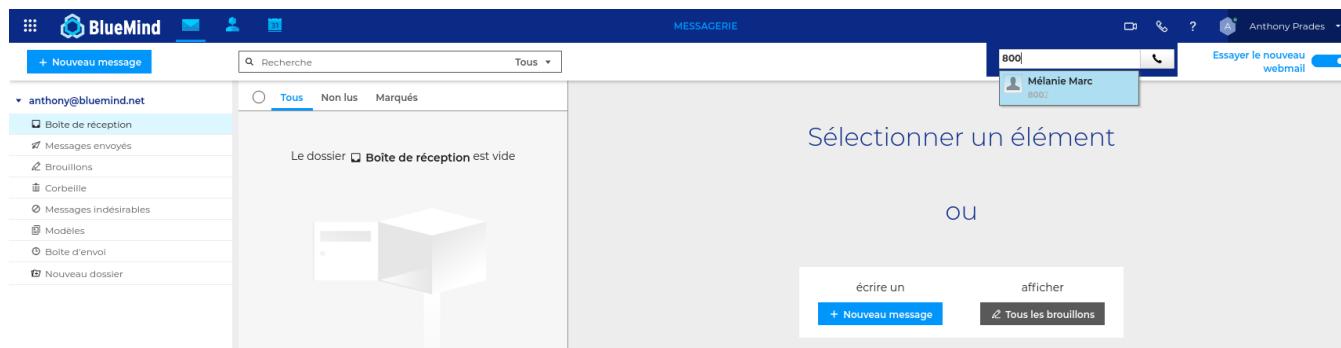 BlueMind
31
MESSAGERIE
?
A
Anthony Prades
+ Nouveau message
Recherche
Tous
800
Essayer le nouveau
webmail
Mélanie Marc
8002
anthony@bluemind.net
Boîte de réception
Messages envoyés
Brouillons
Corbeille
Messages indésirables
Modèles
Boîte d'envoi
Nouveau dossier
Tous Non lus Marqués
Le dossier Boîte de réception est vide
Sélectionner un élément
ou
écrire un
+ Nouveau message
afficher
Tous les brouillons